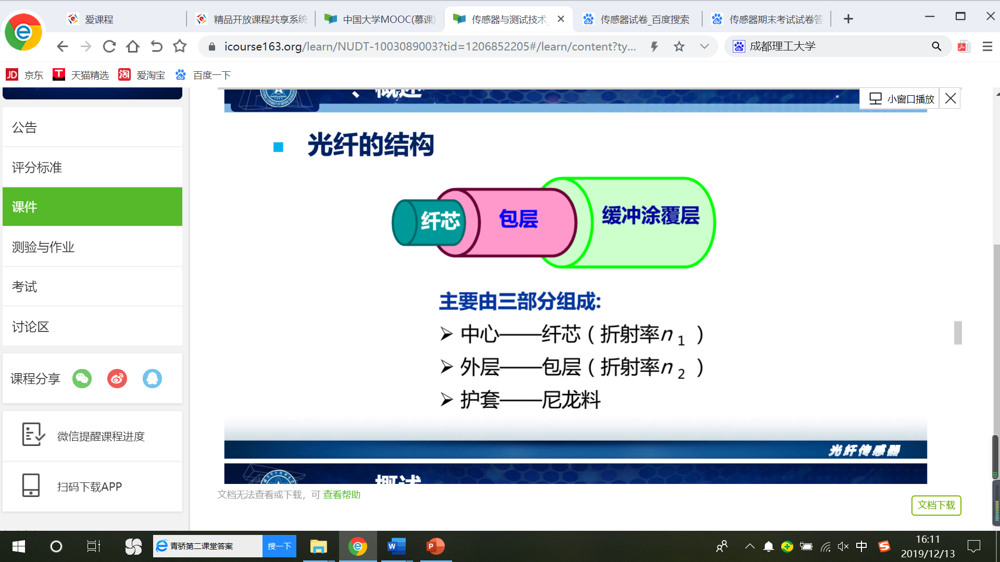 爱课程
精品开放课程共享系统
中国大学MOOC(慕课)
传感器与测试技术_
传感器试卷_百度搜索
传感器期末考试试卷答
icourse163.org/learn/NUDT-1003089003?tid=1206852205#/learn/content?ty...
成都理工大学
JD 京东
T 天猫精选
淘 爱淘宝
百度一下
小窗口播放
公告
评分标准
课件
测验与作业
考试
讨论区
课程分享
微信提醒课程进度
扫码下载APP
、概述
光纤的结构
纤芯
包层
缓冲涂覆层
主要由三部分组成:
➢ 中心——纤芯（折射率n 1 ）
➢ 外层——包层（折射率n 2 ）
➢ 护套——尼龙料
光纤传感器
概述
文档无法查看或下载，可 查看帮助
文档下载
青骄第二课堂答案
搜一下
中
16:11
2019/12/13